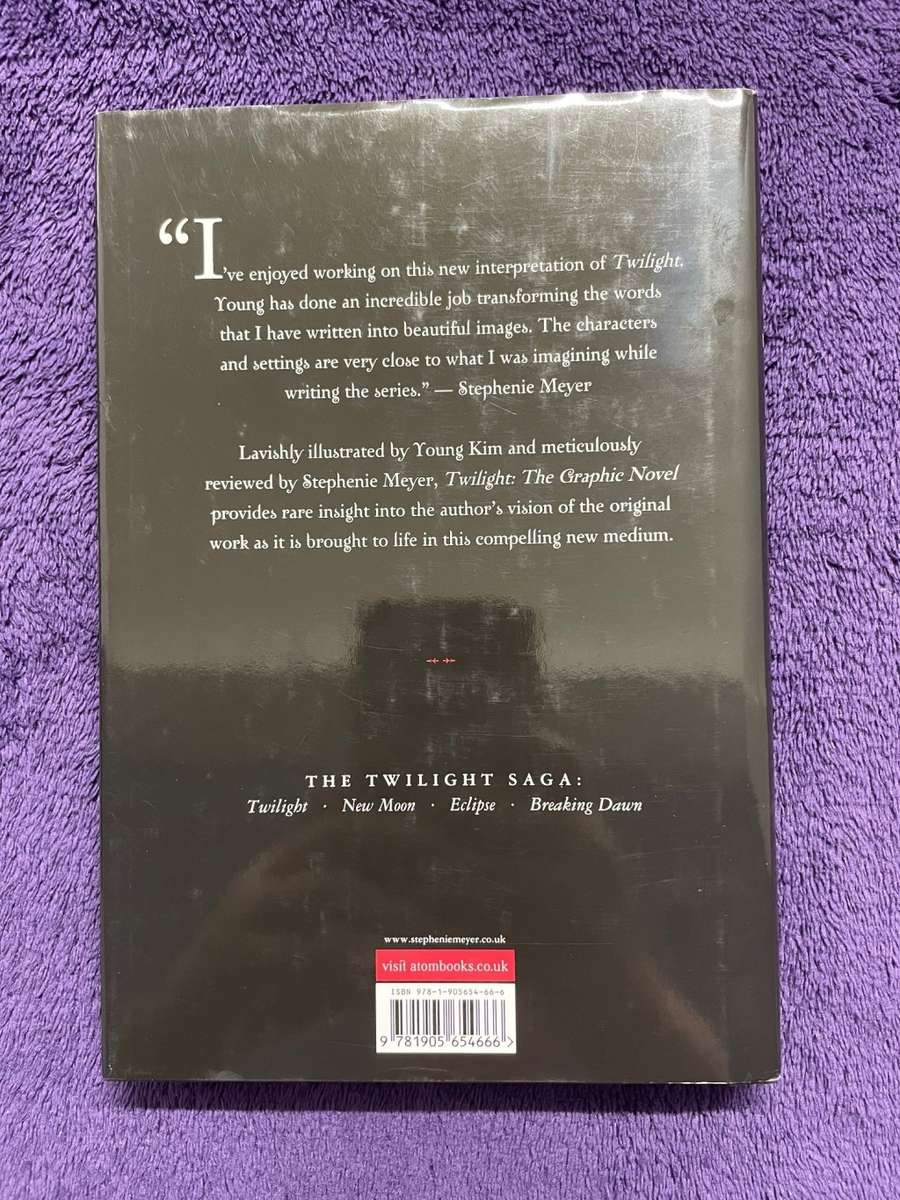 “I’ve enjoyed working on this new interpretation of Twilight.
Young has done an incredible job transforming the words
that I have written into beautiful images. The characters
and settings are very close to what I was imagining while
writing the series.” — Stephenie Meyer
Lavishly illustrated by Young Kim and meticulously
reviewed by Stephenie Meyer, Twilight: The Graphic Novel
provides rare insight into the author’s vision of the original
work as it is brought to life in this compelling new medium.
THE TWILIGHT SAGA:
Twilight · New Moon · Eclipse · Breaking Dawn
www.stepheniemeyer.co.uk
visit atombooks.co.uk
ISBN 978-1-905654-66-6
9 781905 654666 >